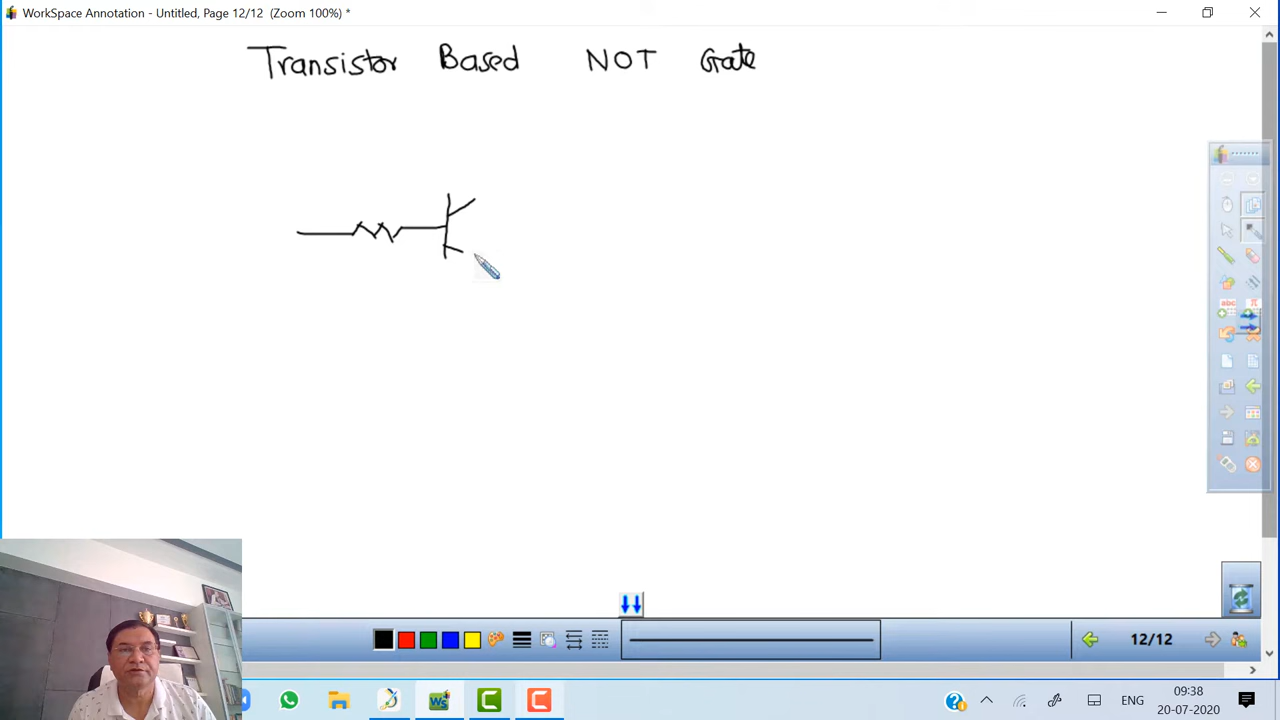 WorkSpace Annotation - Untitled, Page 12/12 (Zoom 100%) *
Transistor Based NOT Gate
abc π
12/12
ENG
09:38
20-07-2020